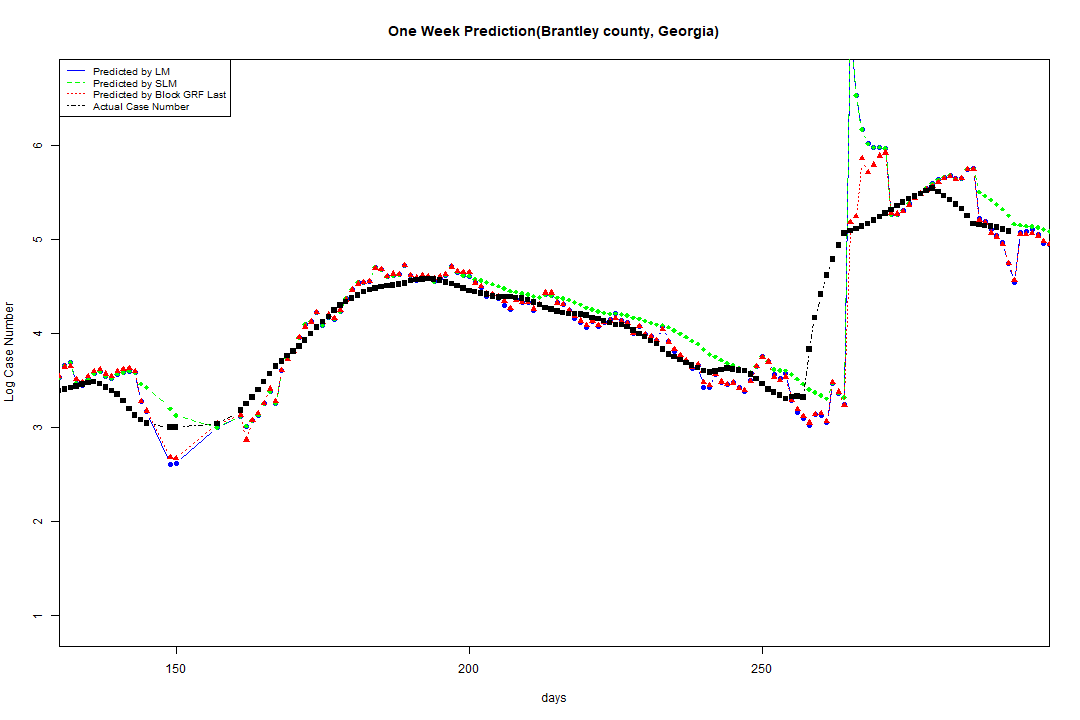 One Week Prediction(Brantley county, Georgia)
Predicted by LM
Predicted by SLM
Predicted by Block GRF Last
Actual Case Number
Log Case Number
6
5
4
3
2
1
150
200
250
days